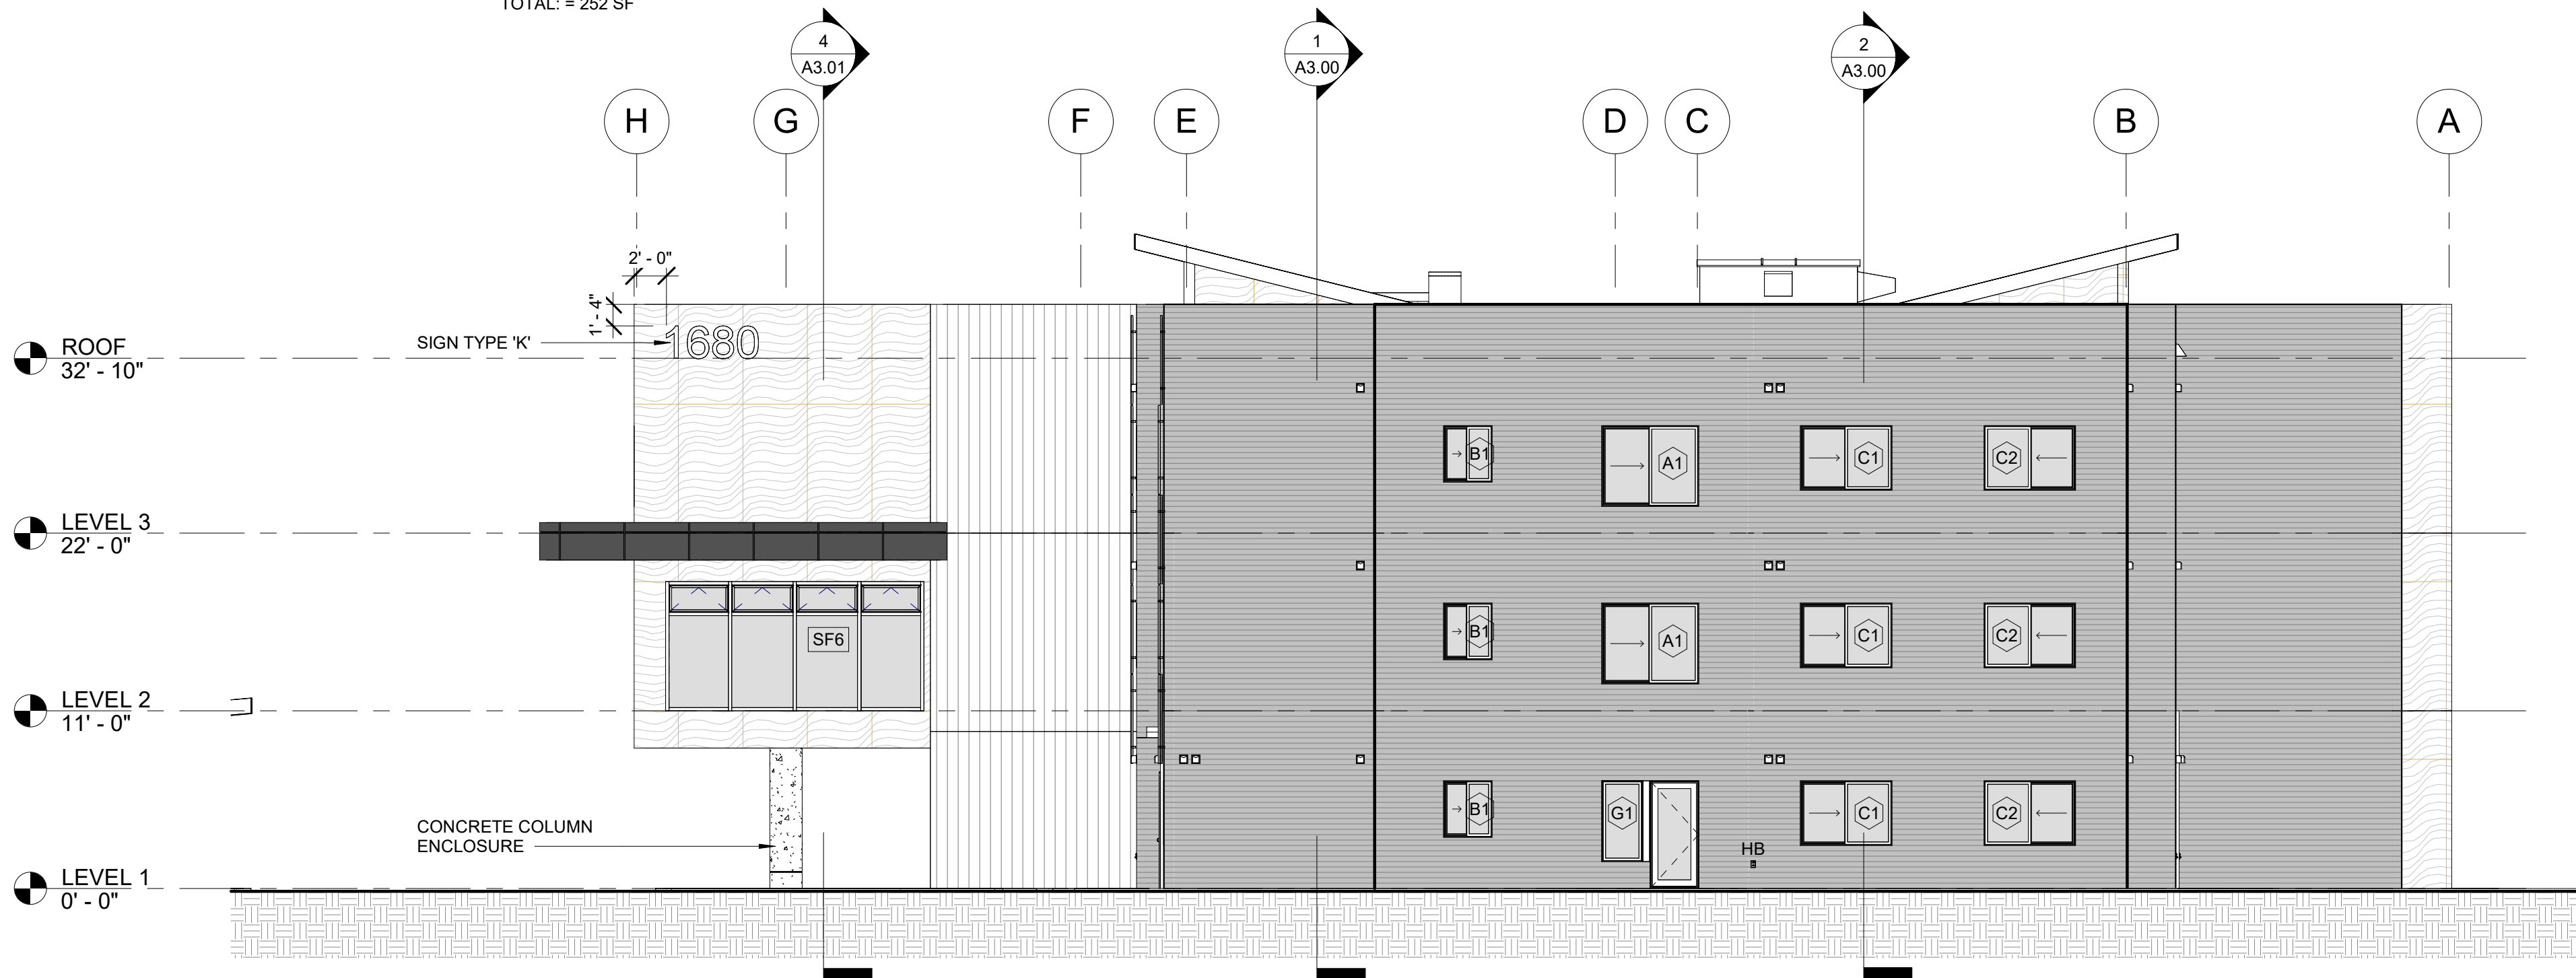 TOTAL: = 252 SF
4
A3.01
1
A3.00
2
A3.00
H
G
F
E
D
C
B
A
2' - 0"
1' - 4"
SIGN TYPE 'K'
1680
ROOF
32' - 10"
B1
A1
C1
C2
LEVEL 3
22' - 0"
SF6
B1
A1
C1
C2
LEVEL 2
11' - 0"
CONCRETE COLUMN
ENCLOSURE
B1
G1
C1
C2
HB
LEVEL 1
0' - 0"